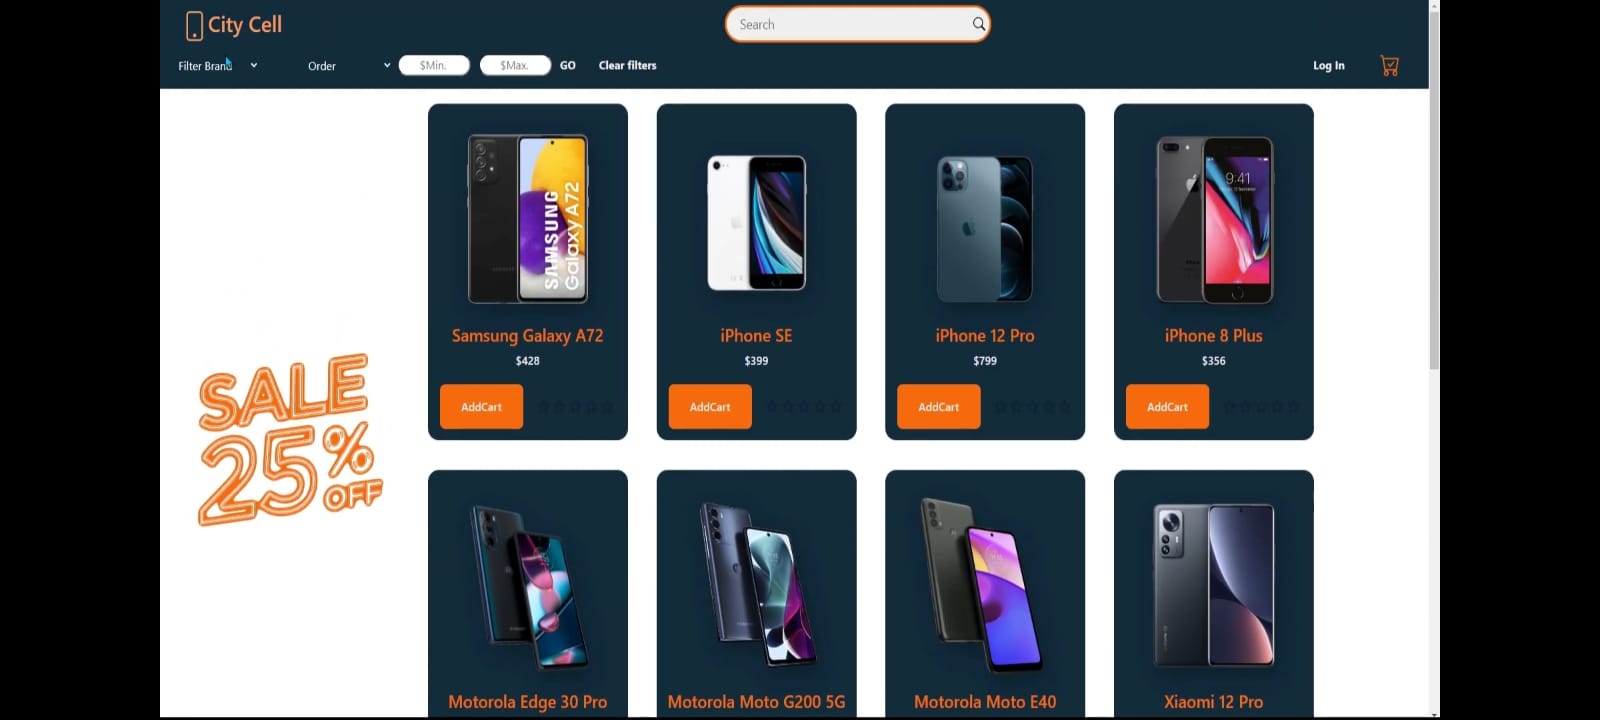 City Cell
Search
Filter Brand
Order
$Min.
$Max.
GO
Clear filters
Log In
SAMSUNG
Galaxy A72
9:41
Samsung Galaxy A72
iPhone SE
iPhone 12 Pro
iPhone 8 Plus
$428
$399
$799
$356
AddCart
AddCart
AddCart
AddCart
SALE
25%
OFF
Motorola Edge 30 Pro
Motorola Moto G200 5G
Motorola Moto E40
Xiaomi 12 Pro